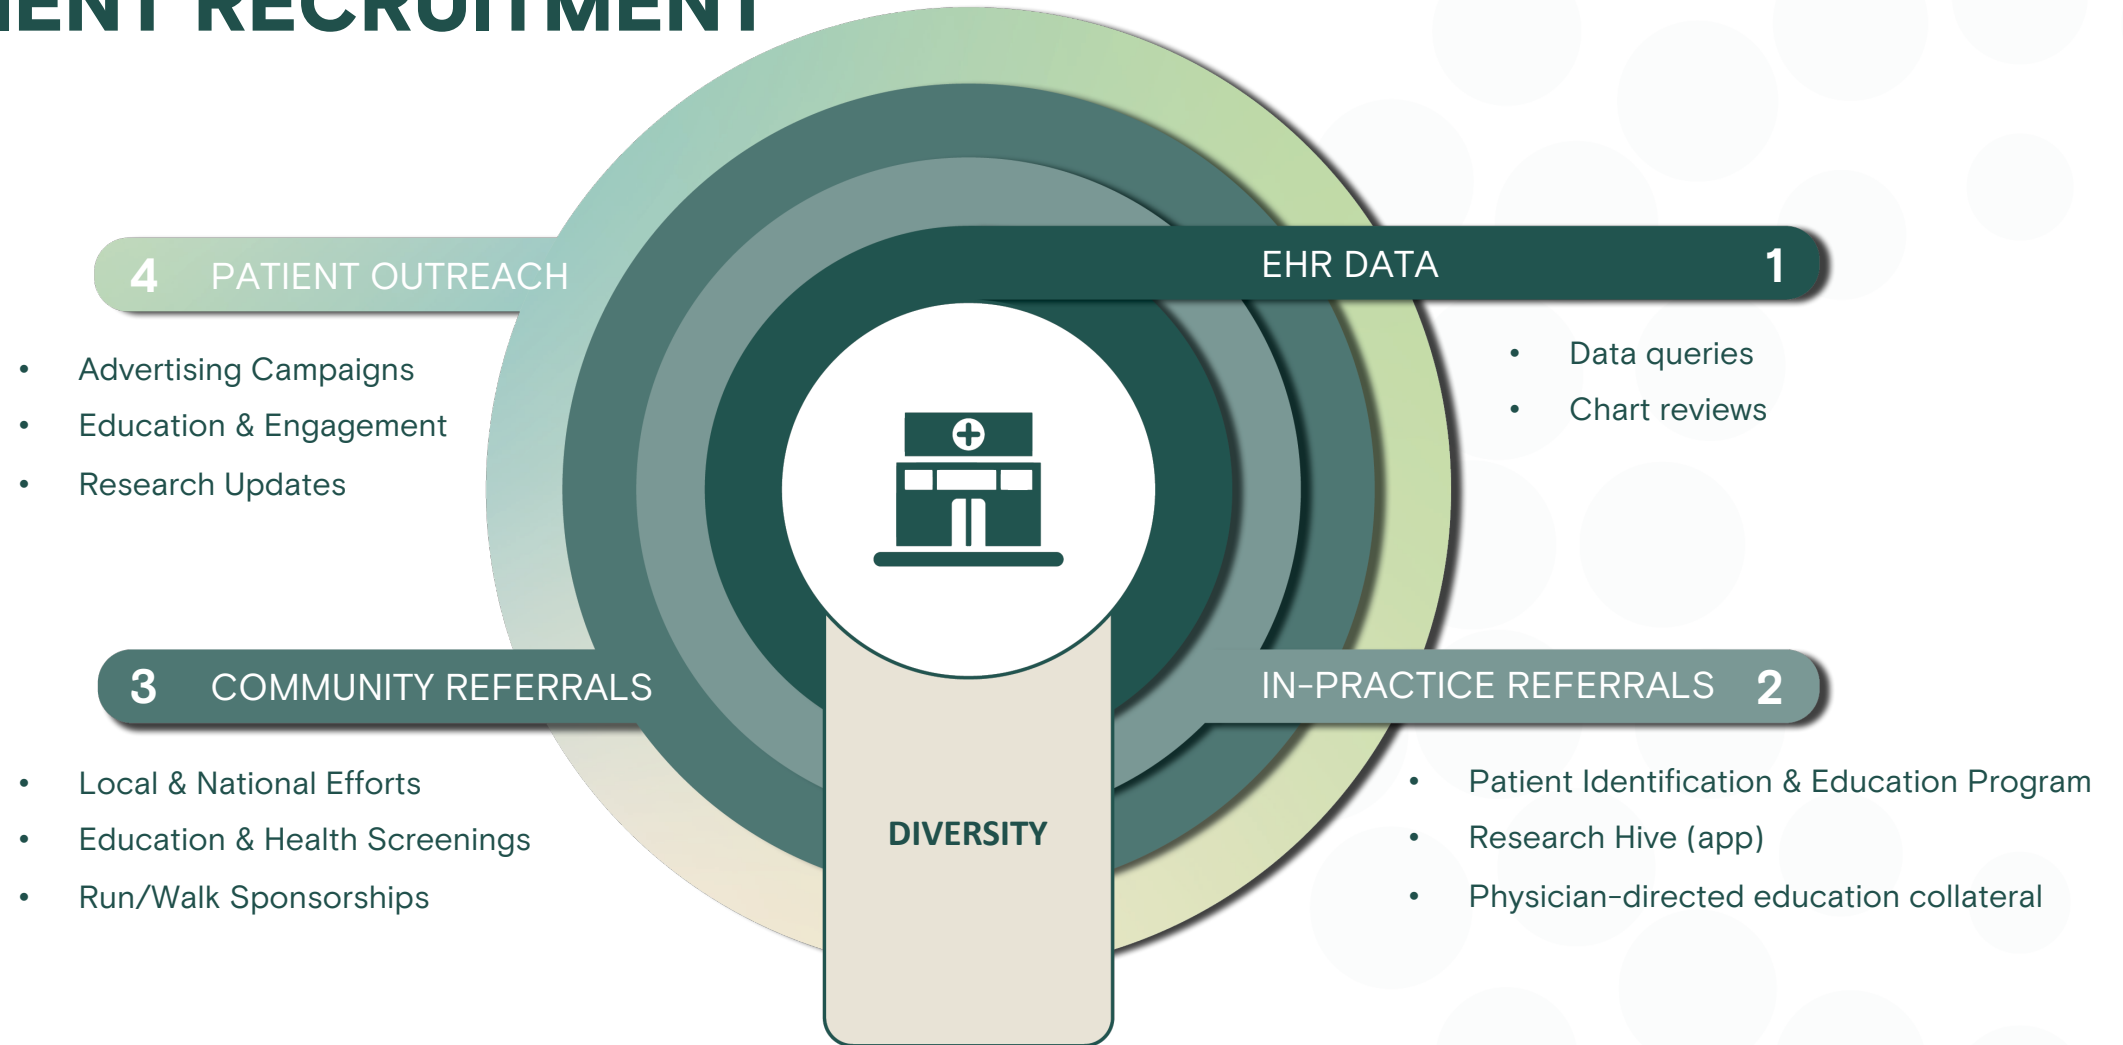 RECRUITMENT
4 PATIENT OUTREACH
• Advertising Campaigns
• Education & Engagement
• Research Updates
EHR DATA 1
• Data queries
• Chart reviews
3 COMMUNITY REFERRALS
• Local & National Efforts
• Education & Health Screenings
• Run/Walk Sponsorships
IN-PRACTICE REFERRALS 2
• Patient Identification & Education Program
• Research Hive (app)
• Physician-directed education collateral
DIVERSITY